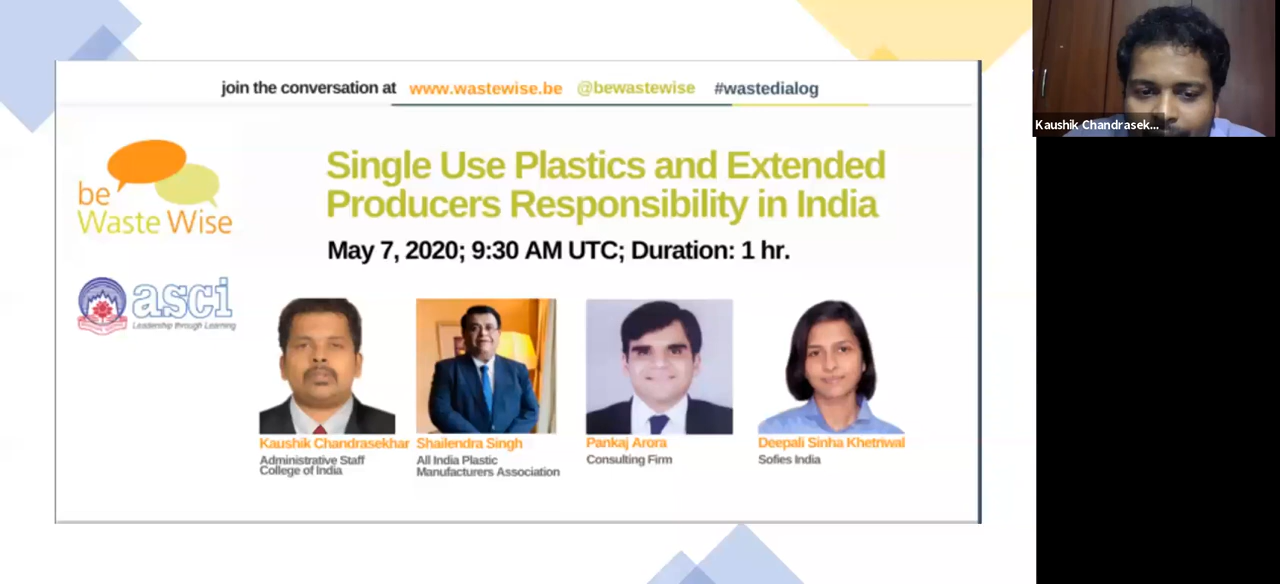 join the conversation at www.wastewise.be @bewastewise #wastedialog
be
Waste Wise
Single Use Plastics and Extended
Producers Responsibility in India
May 7, 2020; 9:30 AM UTC; Duration: 1 hr.
asci
Leadership through Learning
Kaushik Chandrasekhar
Administrative Staff
College of India
Shailendra Singh
All India Plastic
Manufacturers Association
Pankaj Arora
Consulting Firm
Deepali Sinha Khetriwal
Sofies India
Kaushik Chandrasek...